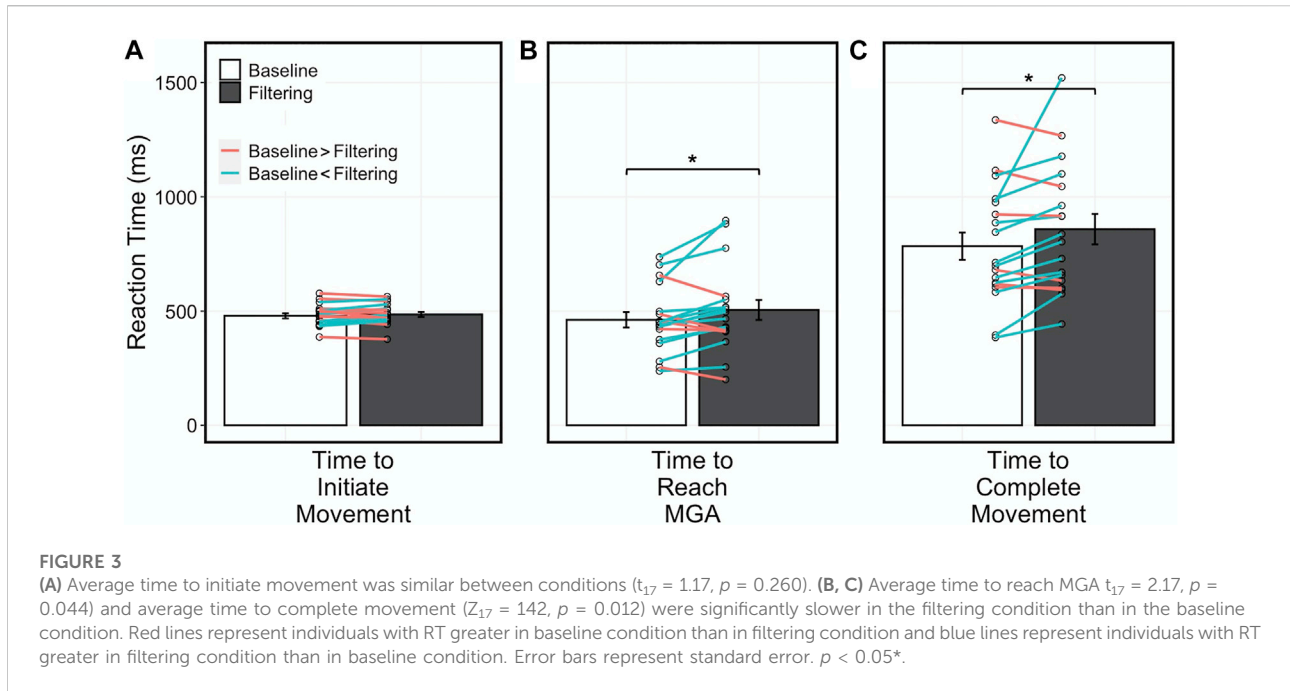 A
B
C
Baseline
Filtering
Baseline > Filtering
Baseline < Filtering
*
*
Reaction Time (ms)
1500
1000
500
0
Time to
Initiate
Movement
Time to
Reach
MGA
Time to
Complete
Movement
FIGURE 3
(A) Average time to initiate movement was similar between conditions (t₁₇ = 1.17, p = 0.260). (B, C) Average time to reach MGA t₁₇ = 2.17, p =
0.044) and average time to complete movement (Z₁₇ = 142, p = 0.012) were significantly slower in the filtering condition than in the baseline
condition. Red lines represent individuals with RT greater in baseline condition than in filtering condition and blue lines represent individuals with RT
greater in filtering condition than in baseline condition. Error bars represent standard error. p < 0.05*.